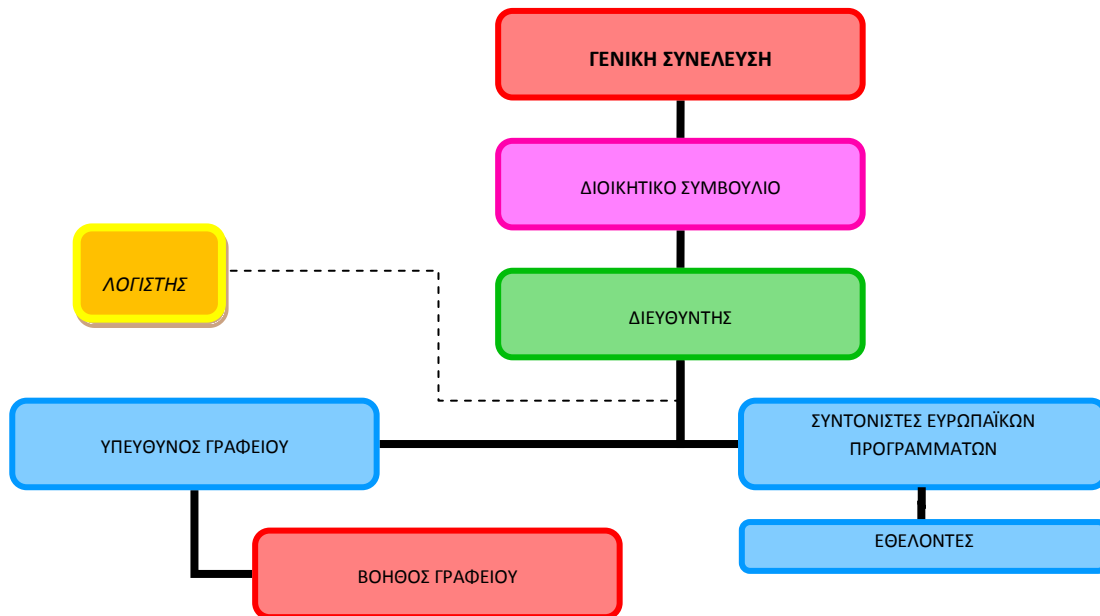 ΓΕΝΙΚΗ ΣΥΝΕΛΕΥΣΗ
ΔΙΟΙΚΗΤΙΚΟ ΣΥΜΒΟΥΛΙΟ
ΛΟΓΙΣΤΗΣ
ΔΙΕΥΘΥΝΤΗΣ
ΥΠΕΥΘΥΝΟΣ ΓΡΑΦΕΙΟΥ
ΣΥΝΤΟΝΙΣΤΕΣ ΕΥΡΩΠΑΪΚΩΝ
ΠΡΟΓΡΑΜΜΑΤΩΝ
ΕΘΕΛΟΝΤΕΣ
ΒΟΗΘΟΣ ΓΡΑΦΕΙΟΥ